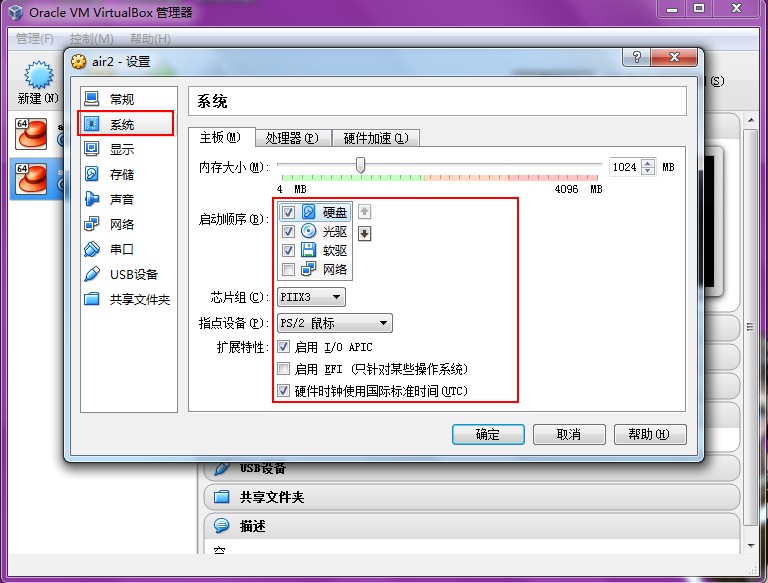 Oracle VM VirtualBox 管理器
管理(F) 控制(M) 帮助(H)
新建(N)
(S)
64
64
air2 - 设置
常规
系统
显示
存储
声音
网络
串口
USB设备
共享文件夹
系统
主板(M) 处理器(P) 硬件加速(L)
内存大小(M): 1024 MB
4 MB 4096 MB
启动顺序(B): 硬盘
光驱
软驱
网络
芯片组(C): PIIX3
指点设备(P): PS/2 鼠标
扩展特性: 启用 I/O APIC
启用 EFI (只针对某些操作系统)
硬件时钟使用国际标准时间(UTC)
确定 取消 帮助(H)
USB设备
共享文件夹
描述